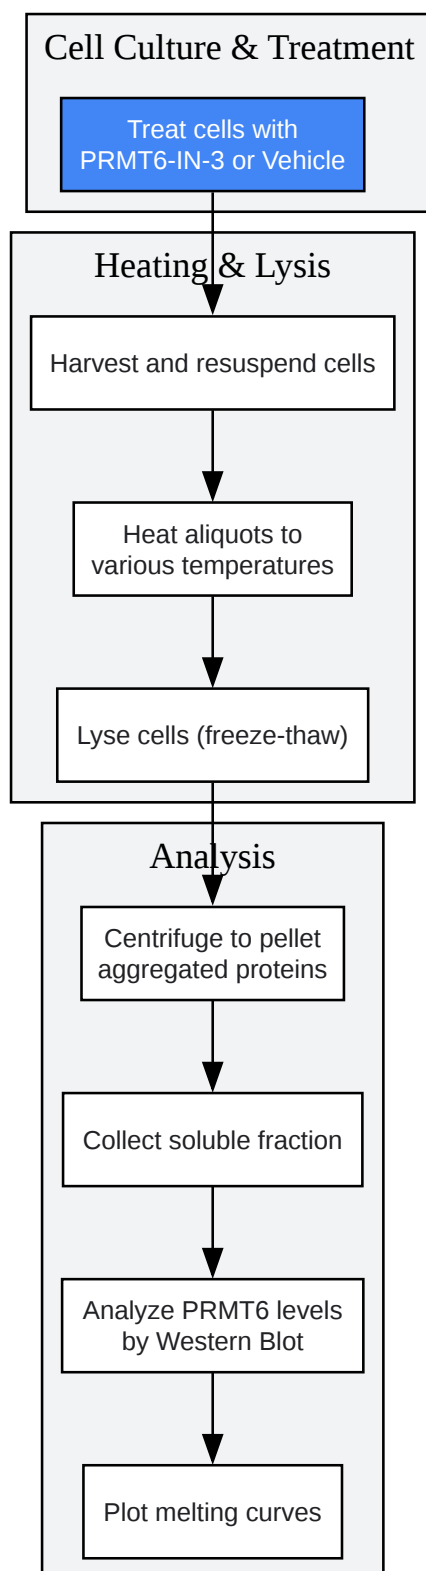 Cell Culture & Treatment
Treat cells with
PRMT6-IN-3 or Vehicle
Heating & Lysis
Harvest and resuspend cells
Heat aliquots to
various temperatures
Lyse cells (freeze-thaw)
Analysis
Centrifuge to pellet
aggregated proteins
Collect soluble fraction
Analyze PRMT6 levels
by Western Blot
Plot melting curves